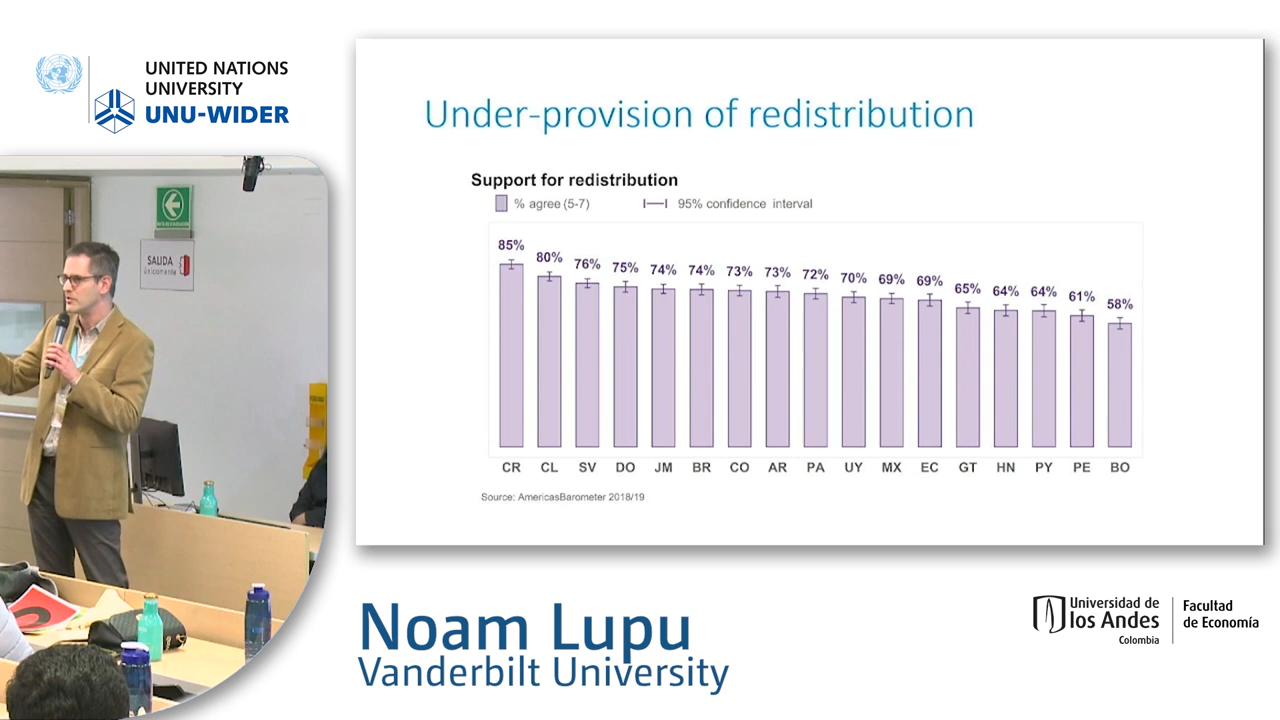 UNITED NATIONS
UNIVERSITY
UNU-WIDER
SALIDA
únicamente
Under-provision of redistribution
Support for redistribution
% agree (5-7) 95% confidence interval
85% 80% 76% 75% 74% 74% 73% 73% 72% 70% 69% 69% 65% 64% 64% 61% 58%
CR CL SV DO JM BR CO AR PA UY MX EC GT HN PY PE BO
Source: AmericasBarometer 2018/19
Noam Lupu
Vanderbilt University
Universidad de
los Andes
Colombia
Facultad
de Economía